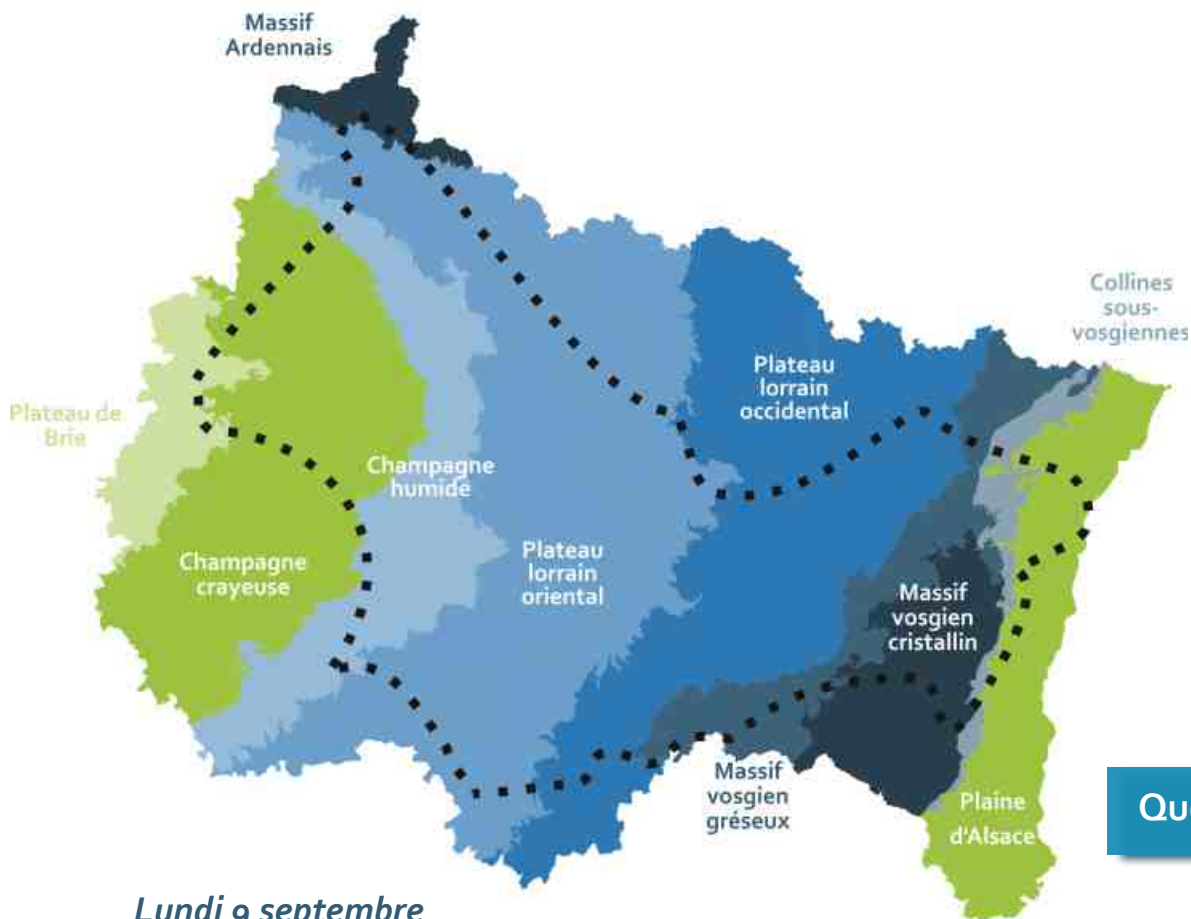 Massif
Ardennais
Collines
sous-
vosgiennes
Plateau
lorrain
occidental
Plateau de
Brie
Champagne
humide
Champagne
crayeuse
Plateau
lorrain
oriental
Massif
vosgien
cristallin
Massif
vosgien
gréseux
Plaine
d'Alsace
Lundi 9 septembre